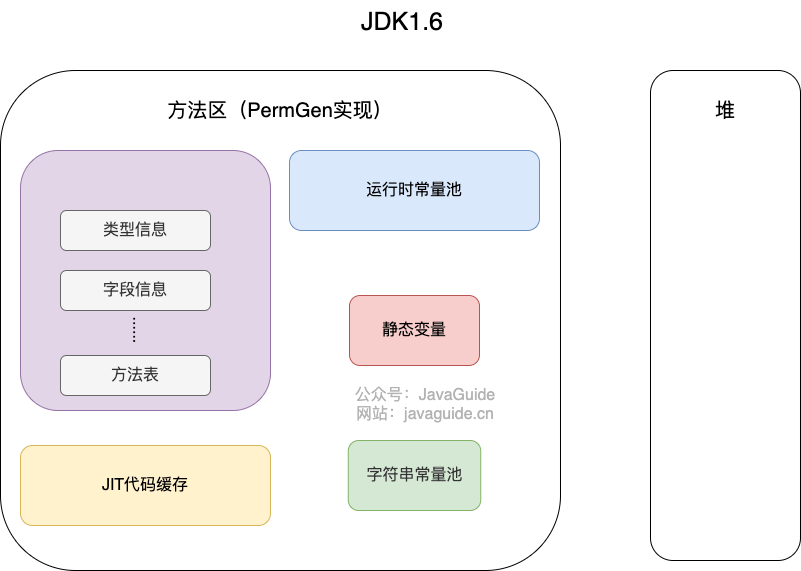 JDK1.6
方法区（PermGen实现）
堆
类型信息
字段信息
方法表
运行时常量池
静态变量
公众号：JavaGuide
网站：javaguide.cn
JIT代码缓存
字符串常量池